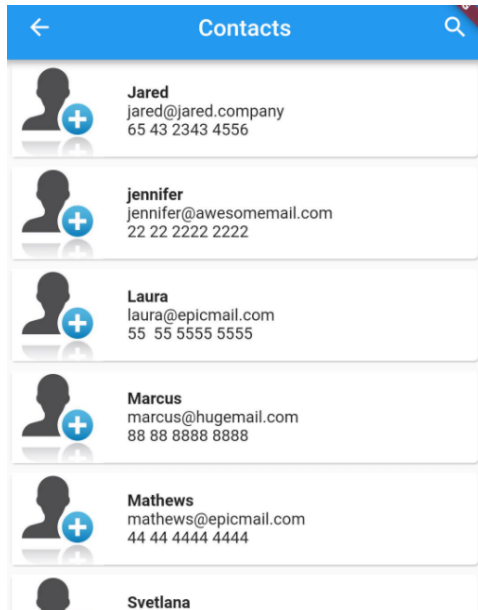 Contacts
Jared
jared@jared.company
65 43 2343 4556
jennifer
jennifer@awesomemail.com
22 22 2222 2222
Laura
laura@epicmail.com
55  55 5555 5555
Marcus
marcus@hugemail.com
88 88 8888 8888
Mathews
mathews@epicmail.com
44 44 4444 4444
Svetlana